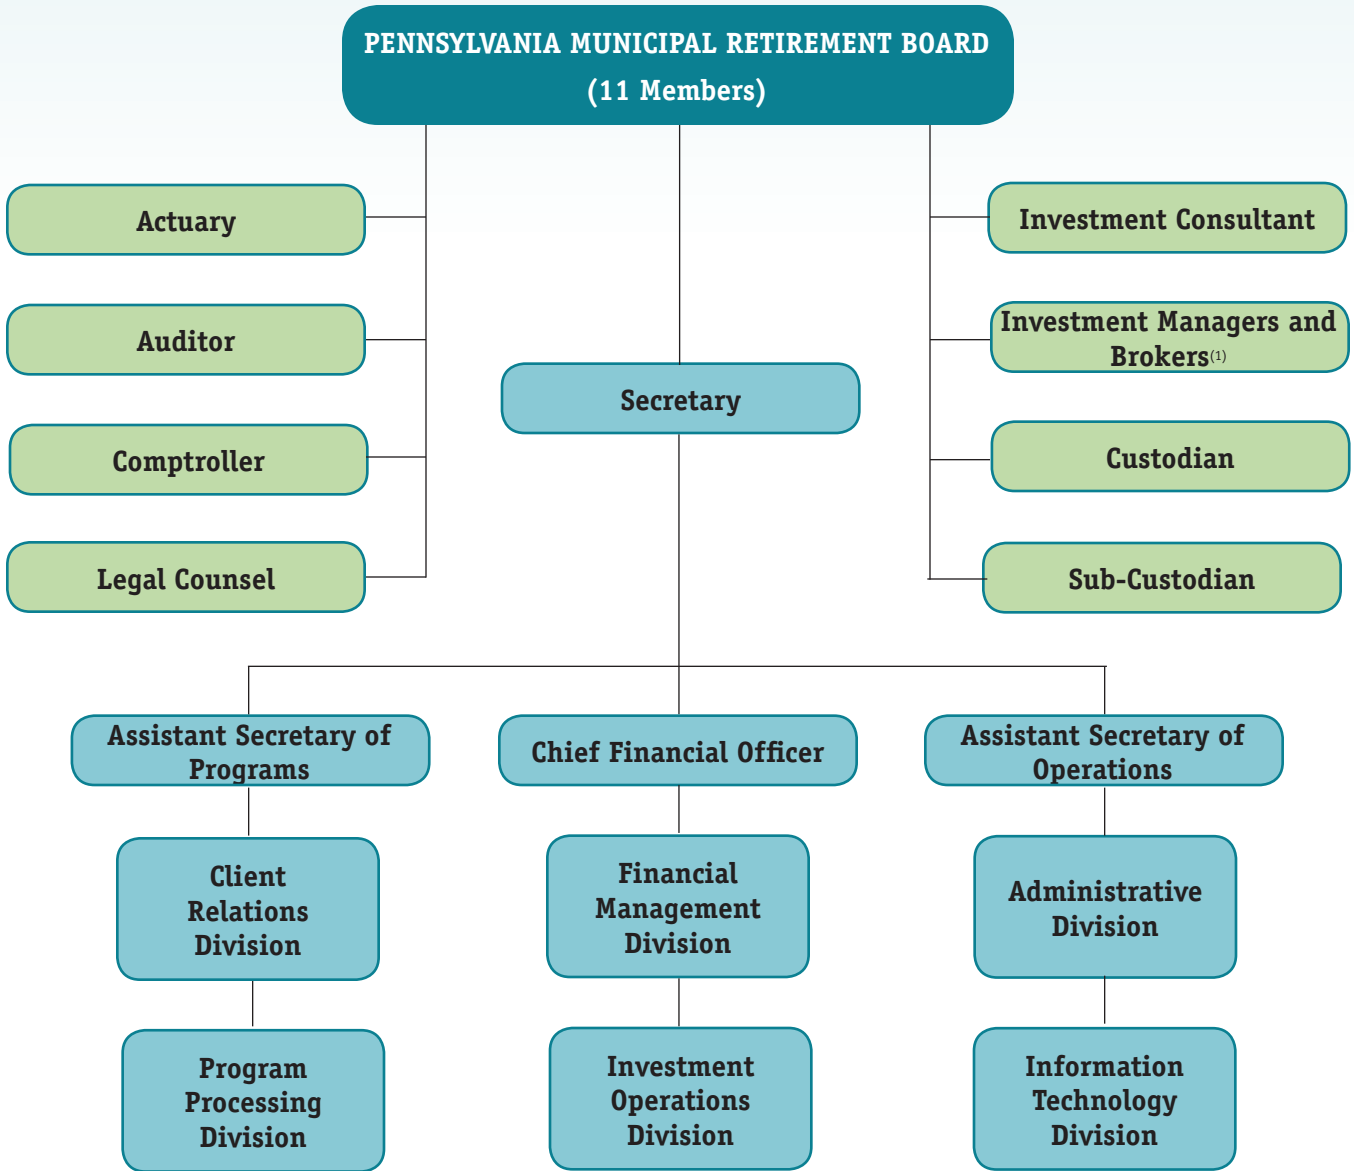 PENNSYLVANIA MUNICIPAL RETIREMENT BOARD
(11 Members)
Actuary
Investment Consultant
Auditor
Investment Managers and
Brokers(1)
Secretary
Comptroller
Custodian
Legal Counsel
Sub-Custodian
Assistant Secretary of
Programs
Chief Financial Officer
Assistant Secretary of
Operations
Client
Relations
Division
Financial
Management
Division
Administrative
Division
Program
Processing
Division
Investment
Operations
Division
Information
Technology
Division